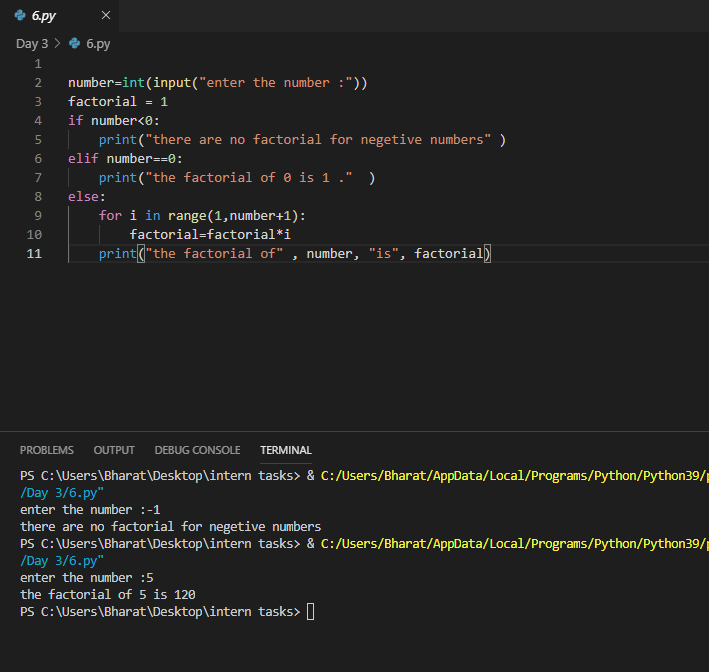 6.py
Day 3 > 6.py
1
2 number=int(input("enter the number :"))
3 factorial = 1
4 if number<0:
5 print("there are no factorial for negetive numbers" )
6 elif number==0:
7 print("the factorial of 0 is 1 ."  )
8 else:
9 for i in range(1,number+1):
10 factorial=factorial*i
11 print("the factorial of" , number, "is", factorial)
PROBLEMS OUTPUT DEBUG CONSOLE TERMINAL
PS C:\Users\Bharat\Desktop\intern tasks> & C:/Users/Bharat/AppData/Local/Programs/Python/Python39/
/Day 3/6.py"
enter the number :-1
there are no factorial for negetive numbers
PS C:\Users\Bharat\Desktop\intern tasks> & C:/Users/Bharat/AppData/Local/Programs/Python/Python39/
/Day 3/6.py"
enter the number :5
the factorial of 5 is 120
PS C:\Users\Bharat\Desktop\intern tasks>